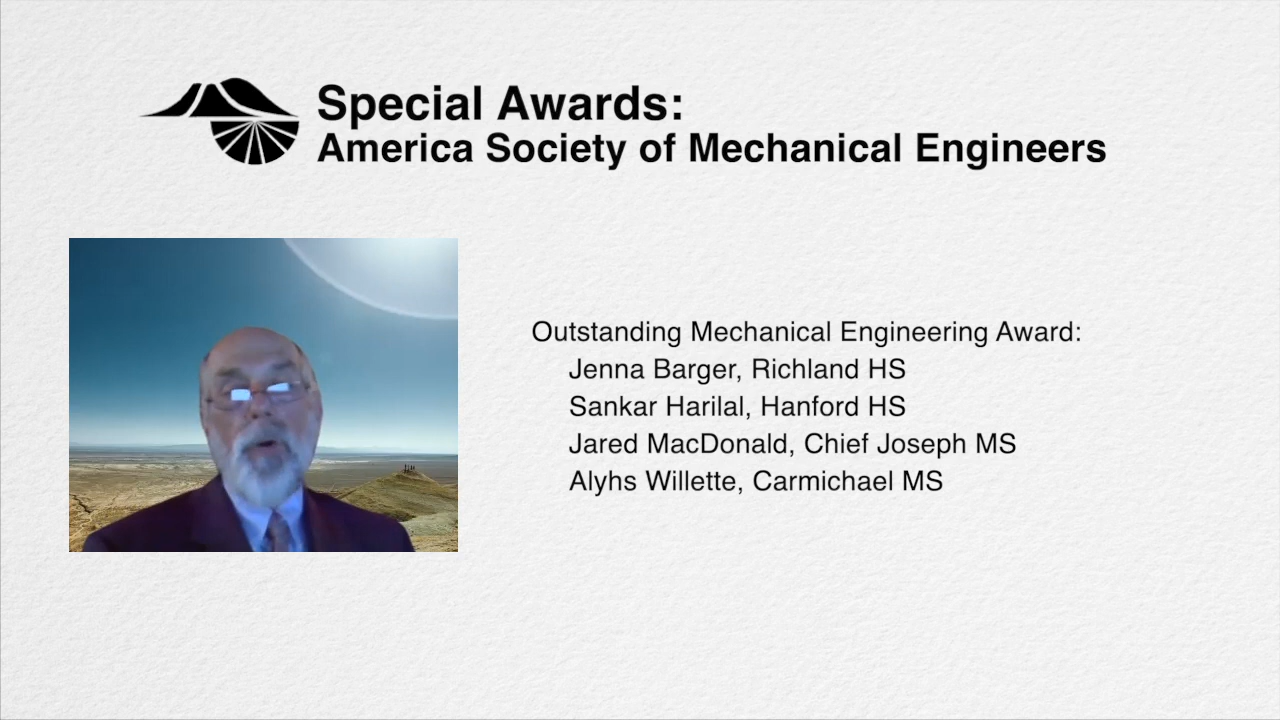 Special Awards:
America Society of Mechanical Engineers
Outstanding Mechanical Engineering Award:
Jenna Barger, Richland HS
Sankar Harilal, Hanford HS
Jared MacDonald, Chief Joseph MS
Alyhs Willette, Carmichael MS